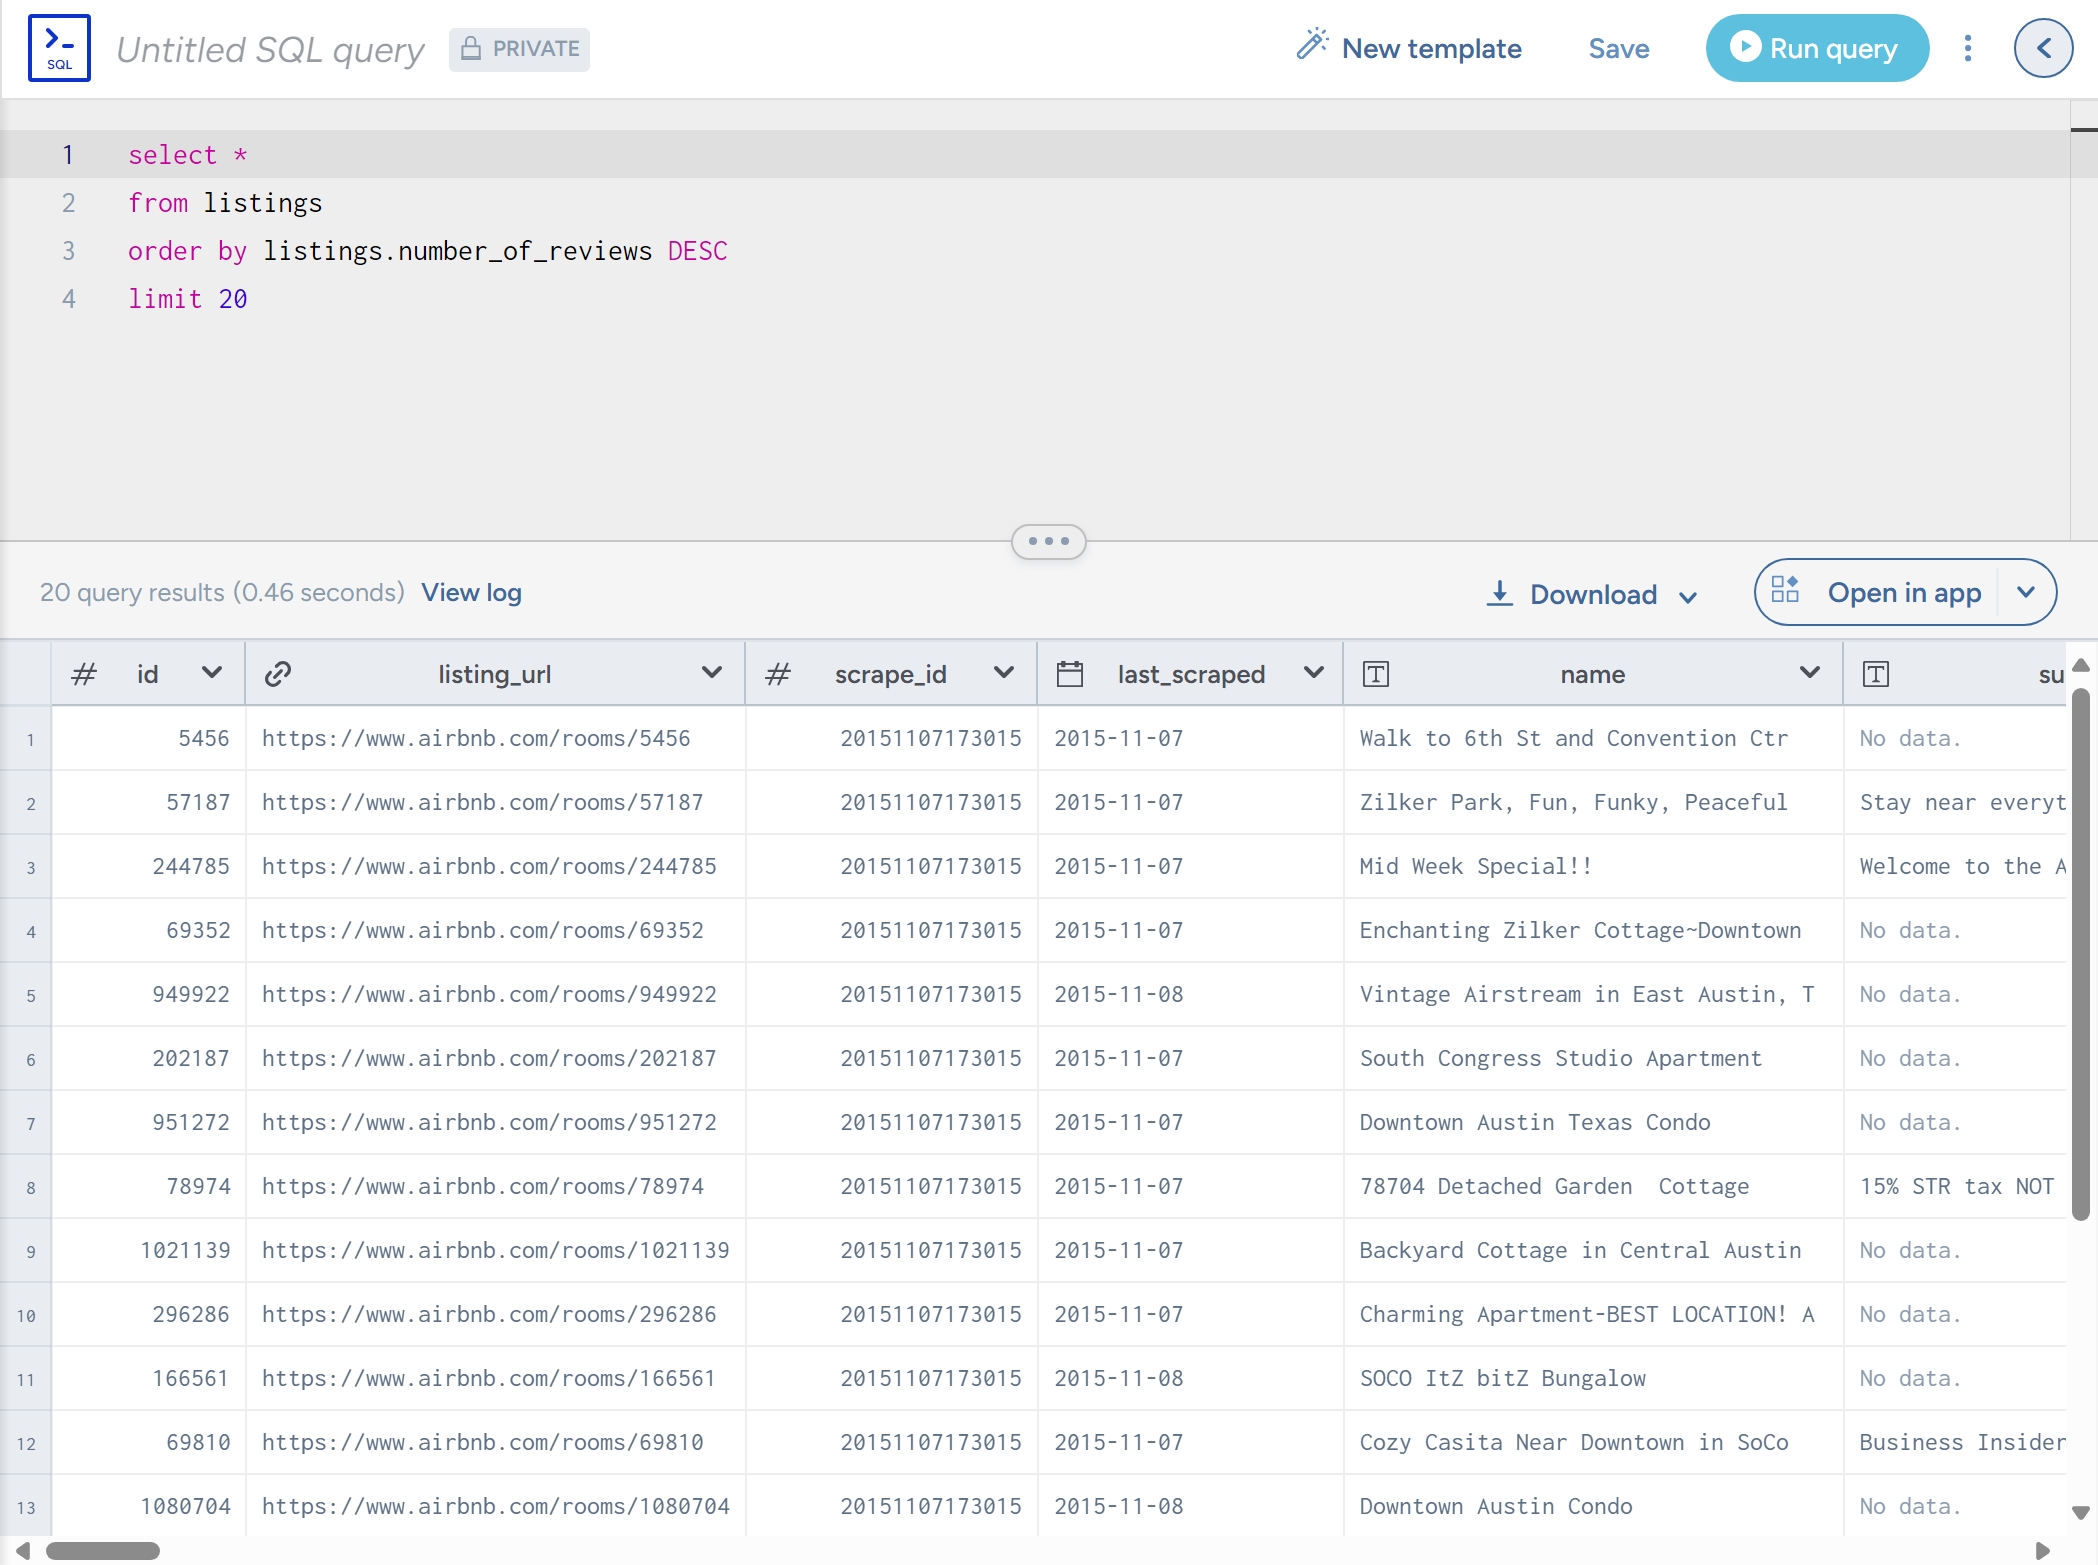 >_ SQL Untitled SQL query PRIVATE New template Save Run query
1 select *
2 from listings
3 order by listings.number_of_reviews DESC
4 limit 20
20 query results (0.46 seconds) View log Download Open in app
# id listing_url # scrape_id last_scraped T name T su
1 5456 https://www.airbnb.com/rooms/5456 20151107173015 2015-11-07 Walk to 6th St and Convention Ctr No data.
2 57187 https://www.airbnb.com/rooms/57187 20151107173015 2015-11-07 Zilker Park, Fun, Funky, Peaceful Stay near everyt
3 244785 https://www.airbnb.com/rooms/244785 20151107173015 2015-11-07 Mid Week Special!! Welcome to the A
4 69352 https://www.airbnb.com/rooms/69352 20151107173015 2015-11-07 Enchanting Zilker Cottage~Downtown No data.
5 949922 https://www.airbnb.com/rooms/949922 20151107173015 2015-11-08 Vintage Airstream in East Austin, T No data.
6 202187 https://www.airbnb.com/rooms/202187 20151107173015 2015-11-07 South Congress Studio Apartment No data.
7 951272 https://www.airbnb.com/rooms/951272 20151107173015 2015-11-07 Downtown Austin Texas Condo No data.
8 78974 https://www.airbnb.com/rooms/78974 20151107173015 2015-11-07 78704 Detached Garden  Cottage 15% STR tax NOT
9 1021139 https://www.airbnb.com/rooms/1021139 20151107173015 2015-11-07 Backyard Cottage in Central Austin No data.
10 296286 https://www.airbnb.com/rooms/296286 20151107173015 2015-11-07 Charming Apartment-BEST LOCATION! A No data.
11 166561 https://www.airbnb.com/rooms/166561 20151107173015 2015-11-08 SOCO ItZ bitZ Bungalow No data.
12 69810 https://www.airbnb.com/rooms/69810 20151107173015 2015-11-07 Cozy Casita Near Downtown in SoCo Business Insider
13 1080704 https://www.airbnb.com/rooms/1080704 20151107173015 2015-11-08 Downtown Austin Condo No data.